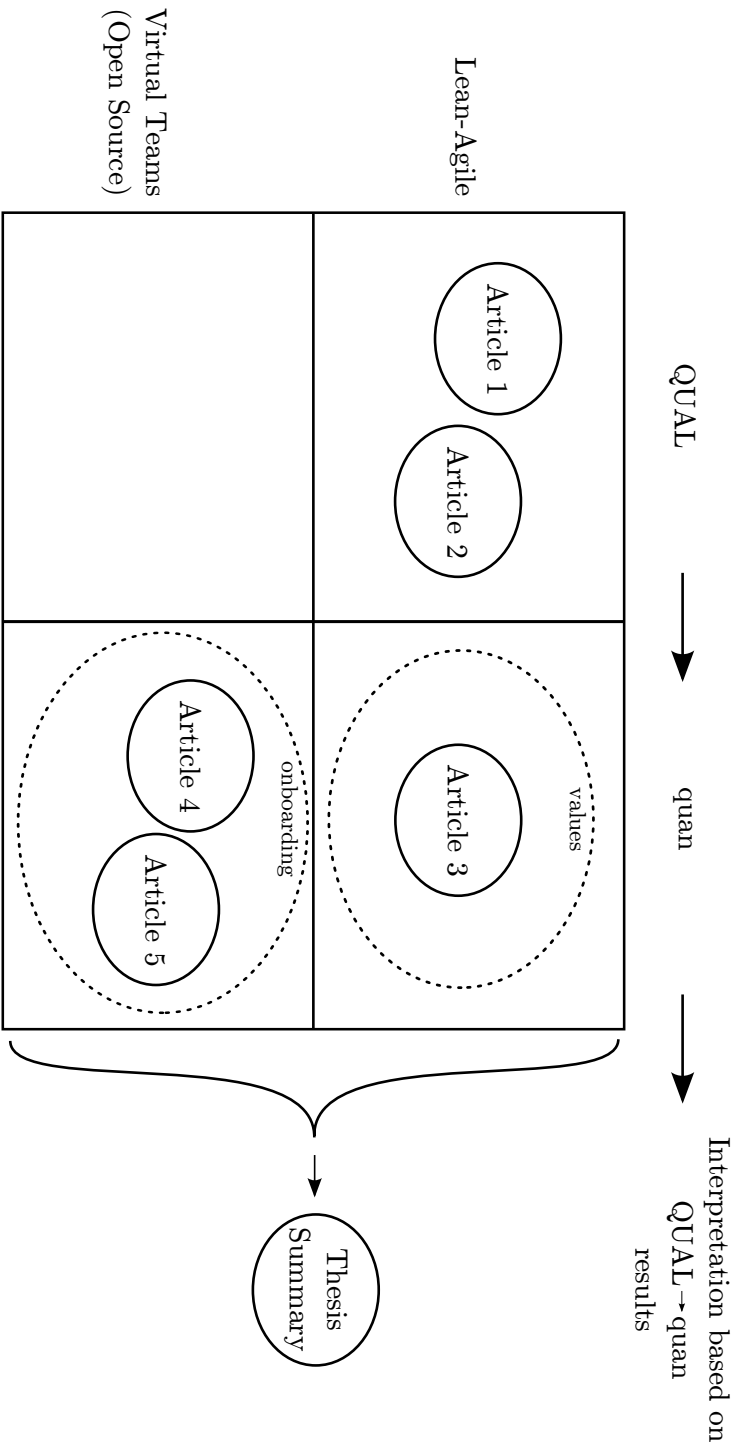 QUAL
quan
Interpretation based on
QUAL→quan
results
Lean-Agile
Article 1
Article 2
values
Article 3
Virtual Teams
(Open Source)
onboarding
Article 4
Article 5
Thesis
Summary